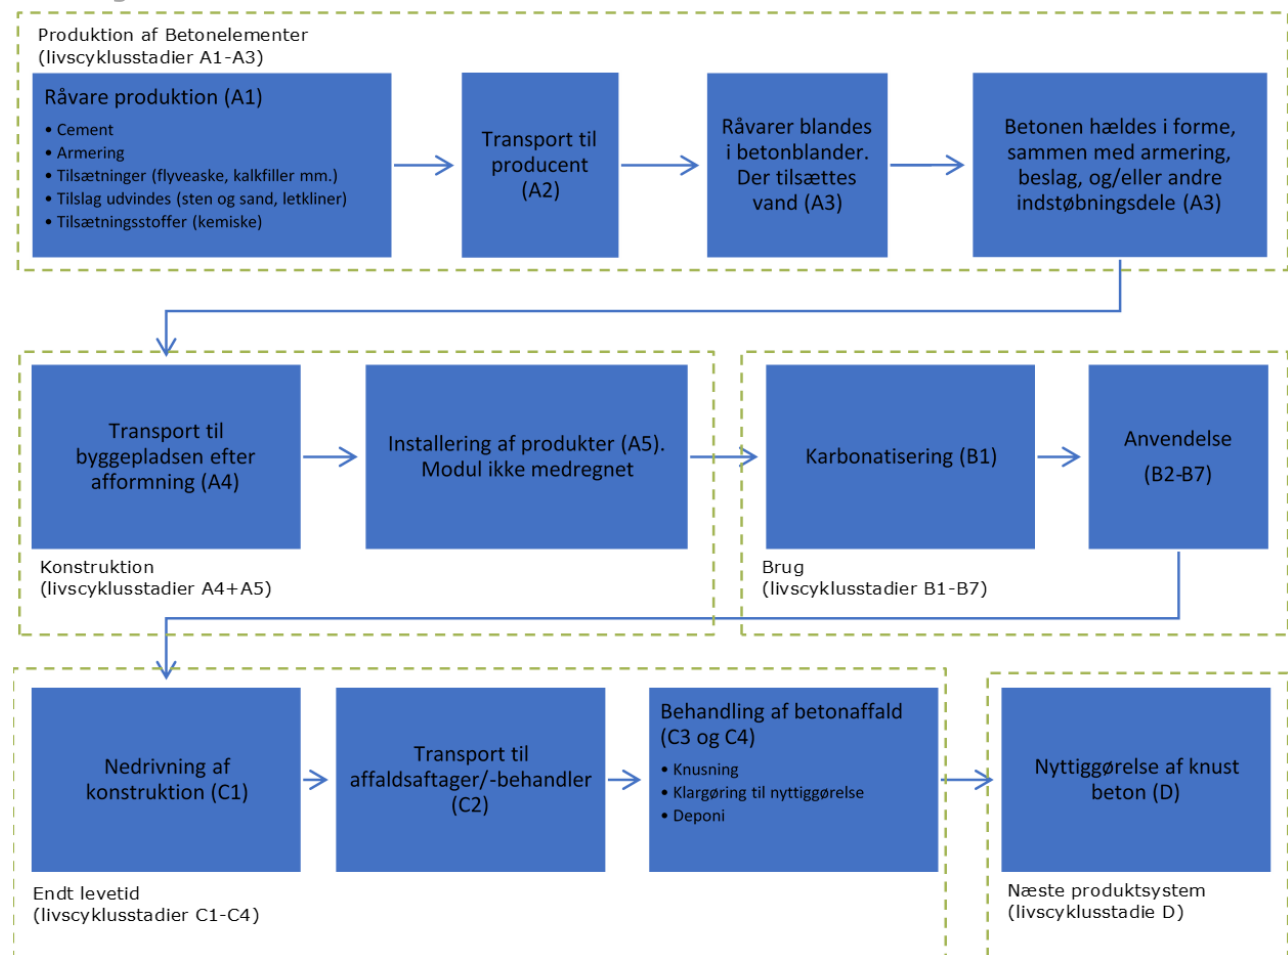 Produktion af Betonelementer
(livscyklusstadier A1-A3)
Råvare produktion (A1)
• Cement
• Armering
• Tilsætninger (flyveaske, kalkfiller mm.)
• Tilslag udvindes (sten og sand, letkliner)
• Tilsætningsstoffer (kemiske)
Transport til
producent
(A2)
Råvarer blandes
i betonblander.
Der tilsættes
vand (A3)
Betonen hældes i forme,
sammen med armering,
beslag, og/eller andre
indstøbningsdele (A3)
Transport til
byggepladsen efter
afformning (A4)
Installering af produkter (A5).
Modul ikke medregnet
Konstruktion
(livscyklusstadier A4+A5)
Karbonatisering (B1)
Anvendelse
(B2-B7)
Brug
(livscyklusstadier B1-B7)
Nedrivning af
konstruktion (C1)
Transport til
affaldsaftager/-behandler
(C2)
Behandling af betonaffald
(C3 og C4)
• Knusning
• Klargøring til nyttiggørelse
• Deponi
Endt levetid
(livscyklusstadier C1-C4)
Nyttiggørelse af knust
beton (D)
Næste produktsystem
(livscyklusstadie D)